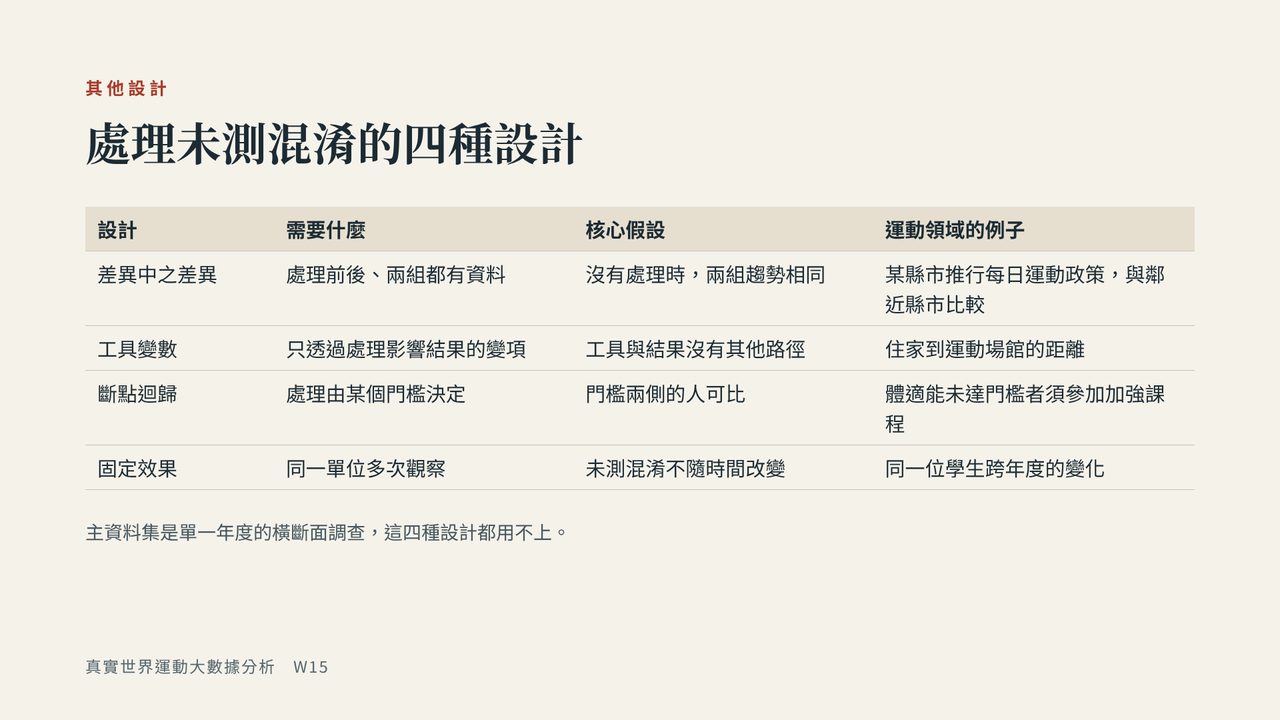 其他設計
處理未測混淆的四種設計
設計 需要什麼 核心假設 運動領域的例子
差異中之差異 處理前後、兩組都有資料 沒有處理時，兩組趨勢相同 某縣市推行每日運動政策，與鄰
近縣市比較
工具變數 只透過處理影響結果的變項 工具與結果沒有其他路徑 住家到運動場館的距離
斷點迴歸 處理由某個門檻決定 門檻兩側的人可比 體適能未達門檻者須參加加強課
程
固定效果 同一單位多次觀察 未測混淆不隨時間改變 同一位學生跨年度的變化
主資料集是單一年度的橫斷面調查，這四種設計都用不上。
真實世界運動大數據分析 W15